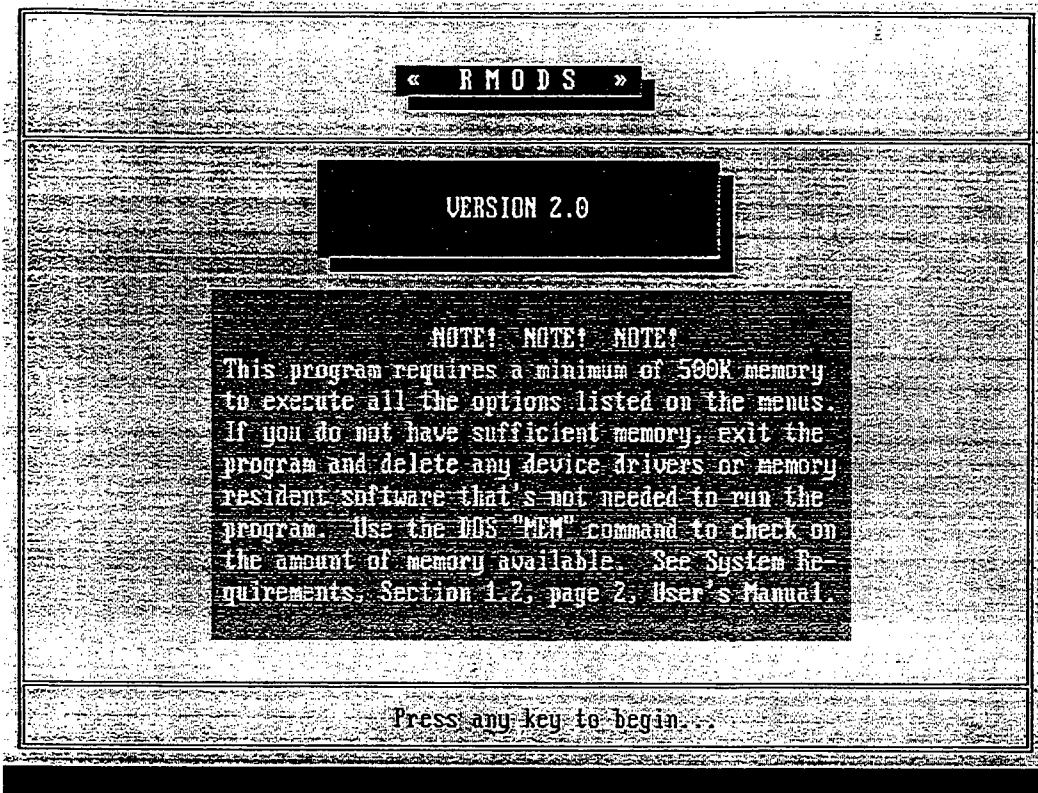 « R M O D S »
VERSION 2.0
NOTE! NOTE! NOTE!
This program requires a minimum of 500K memory
to execute all the options listed on the menus.
If you do not have sufficient memory, exit the
program and delete any device drivers or memory
resident software that's not needed to run the
program. Use the DOS "MEM" command to check on
the amount of memory available. See System Re-
quirements, Section 1.2, page 2, User's Manual.
Press any key to begin...